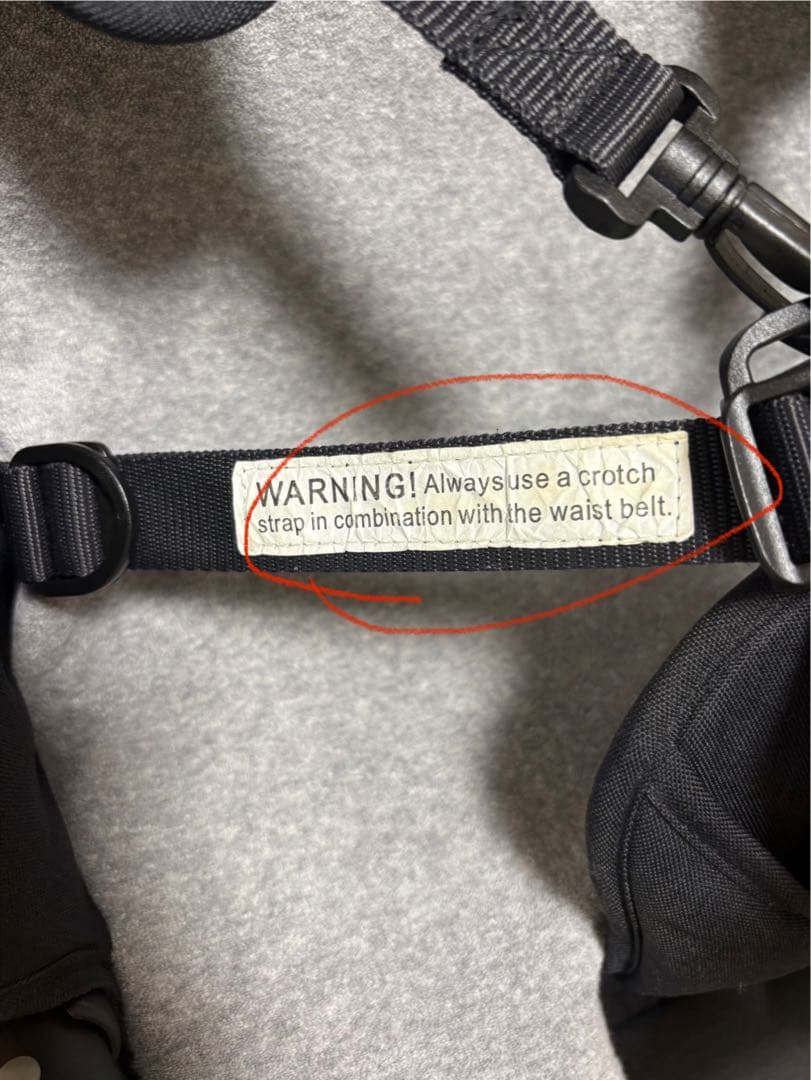 WARNING! Always use a crotch
strap in combination with the waist belt.